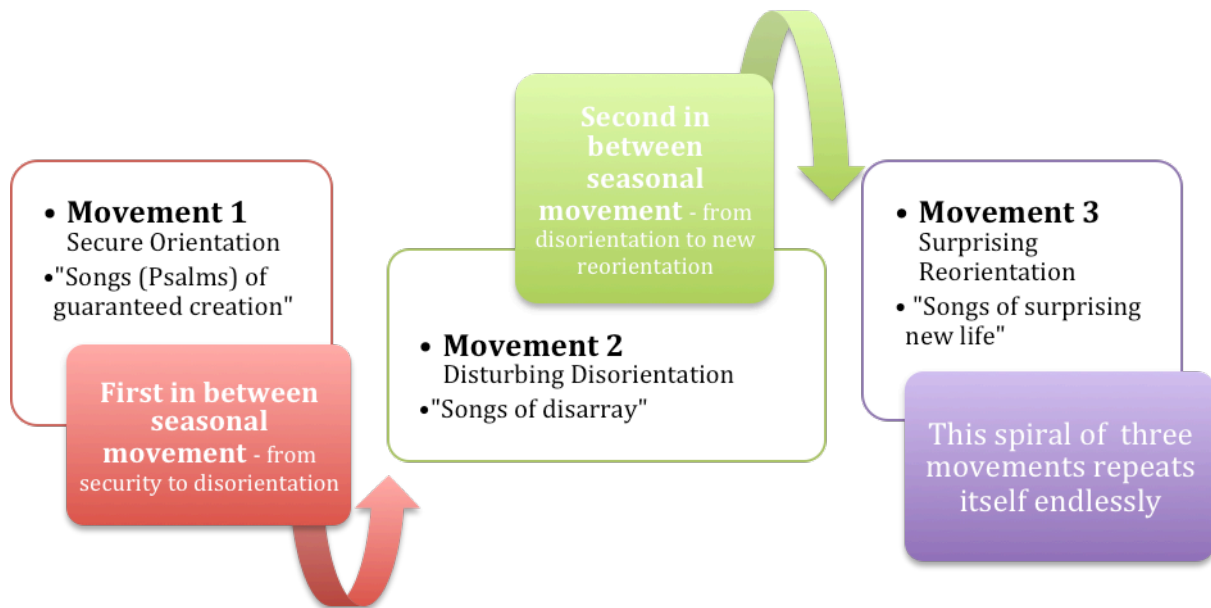 • Movement 1
Secure Orientation
•"Songs (Psalms) of
guaranteed creation"
First in between
seasonal
movement - from
security to disorientation
• Movement 2
Disturbing Disorientation
•"Songs of disarray"
Second in
between
seasonal
movement - from
disorientation to new
reorientation
• Movement 3
Surprising
Reorientation
• "Songs of surprising
new life"
This spiral of three
movements repeats
itself endlessly